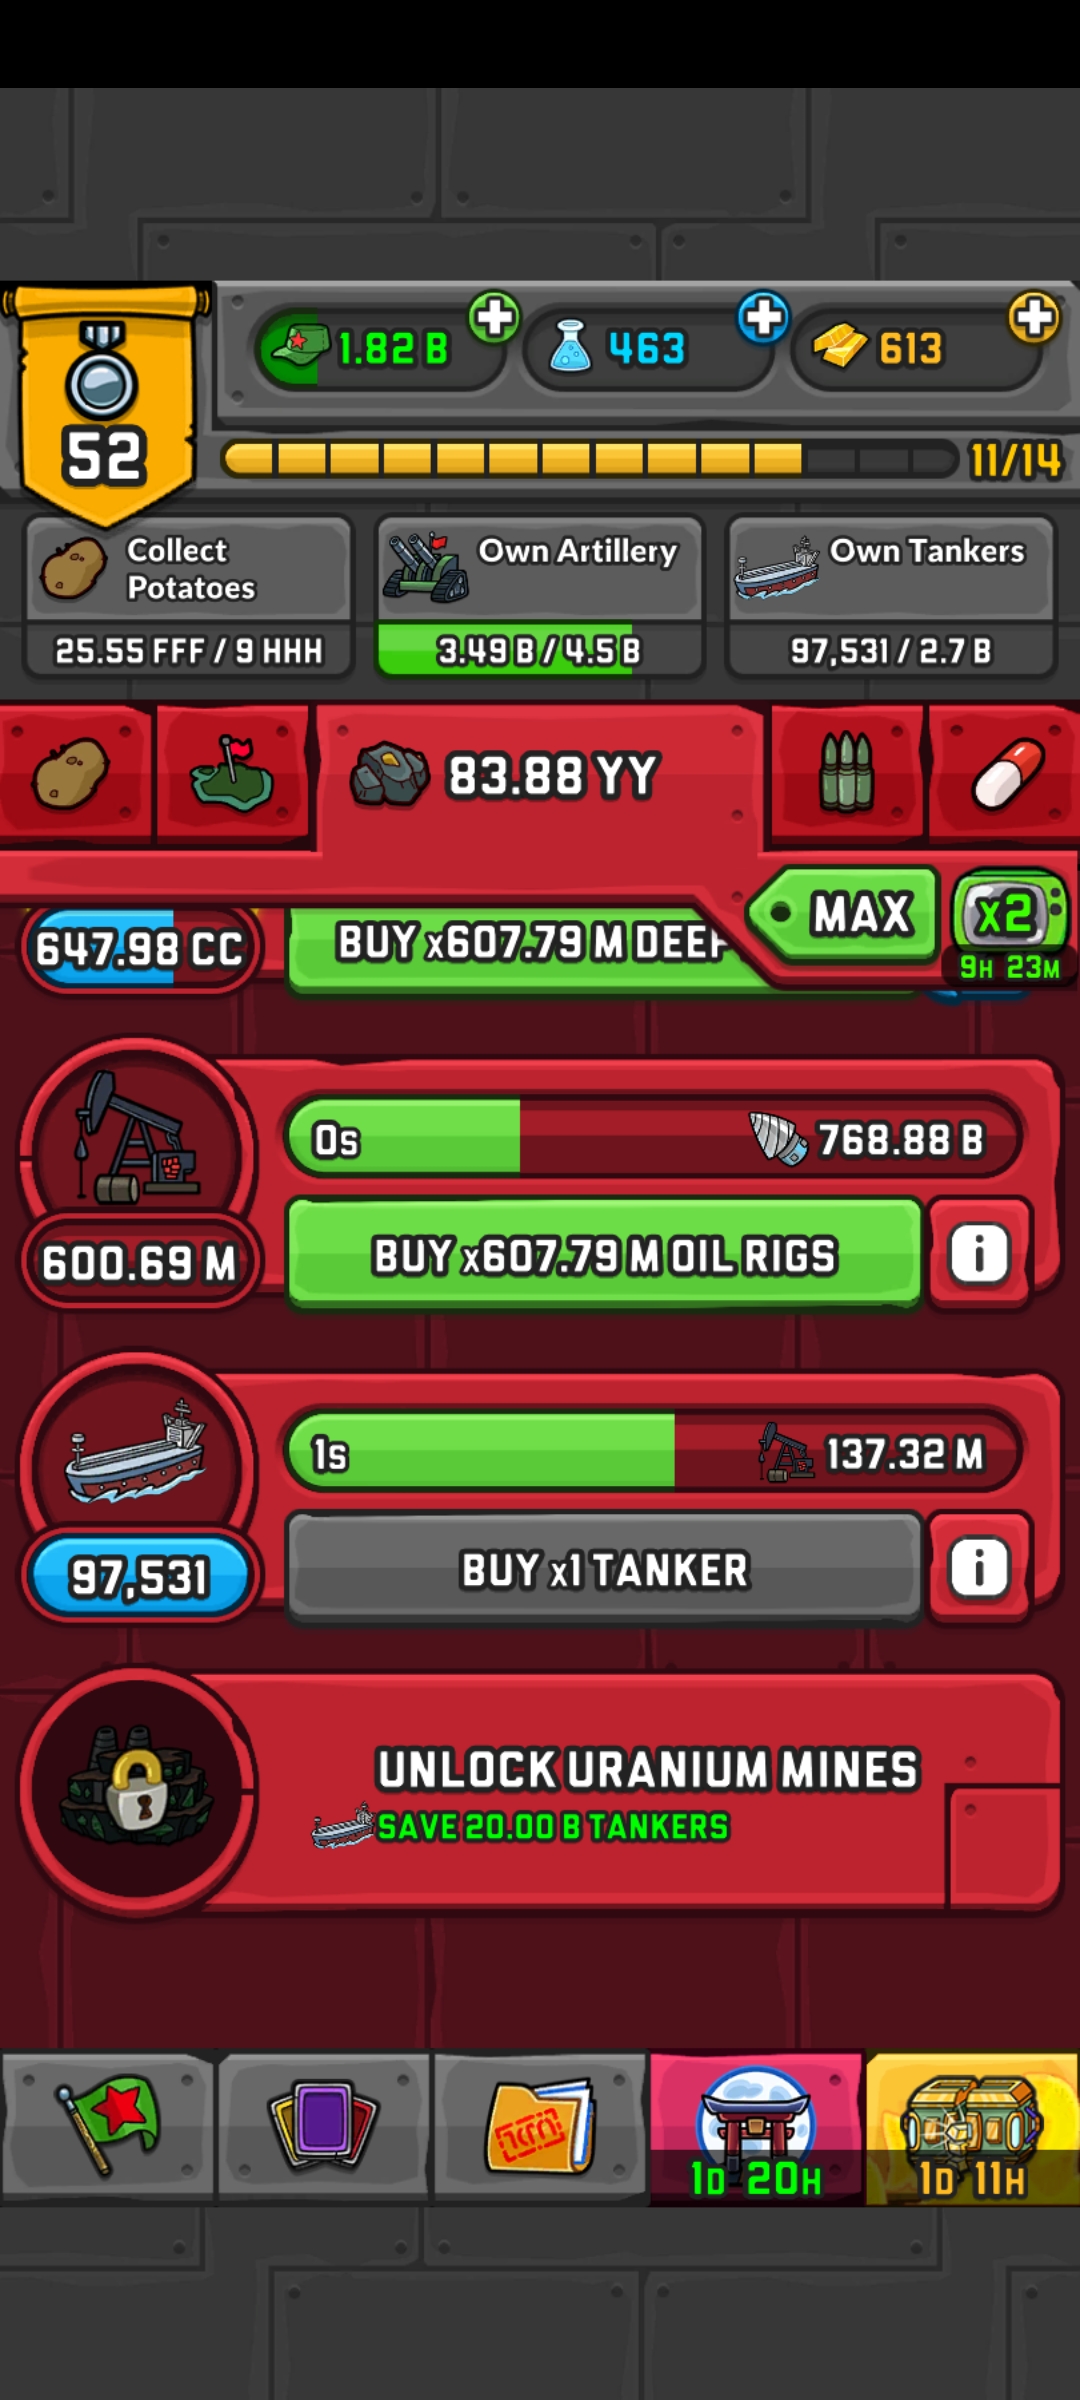 1.82 B
463
613
52
11/14
Collect
Potatoes
Own Artillery
Own Tankers
25.55 FFF / 9 HHH
3.49 B / 4.5 B
97,531 / 2.7 B
83.88 YY
MAX
x2
9H 23M
647.98 CC
BUY x607.79 M DEEP
0s
768.88 B
600.69 M
BUY x607.79 M OIL RIGS
i
1s
137.32 M
97,531
BUY x1 TANKER
i
UNLOCK URANIUM MINES
SAVE 20.00 B TANKERS
1D 20H
1D 11H